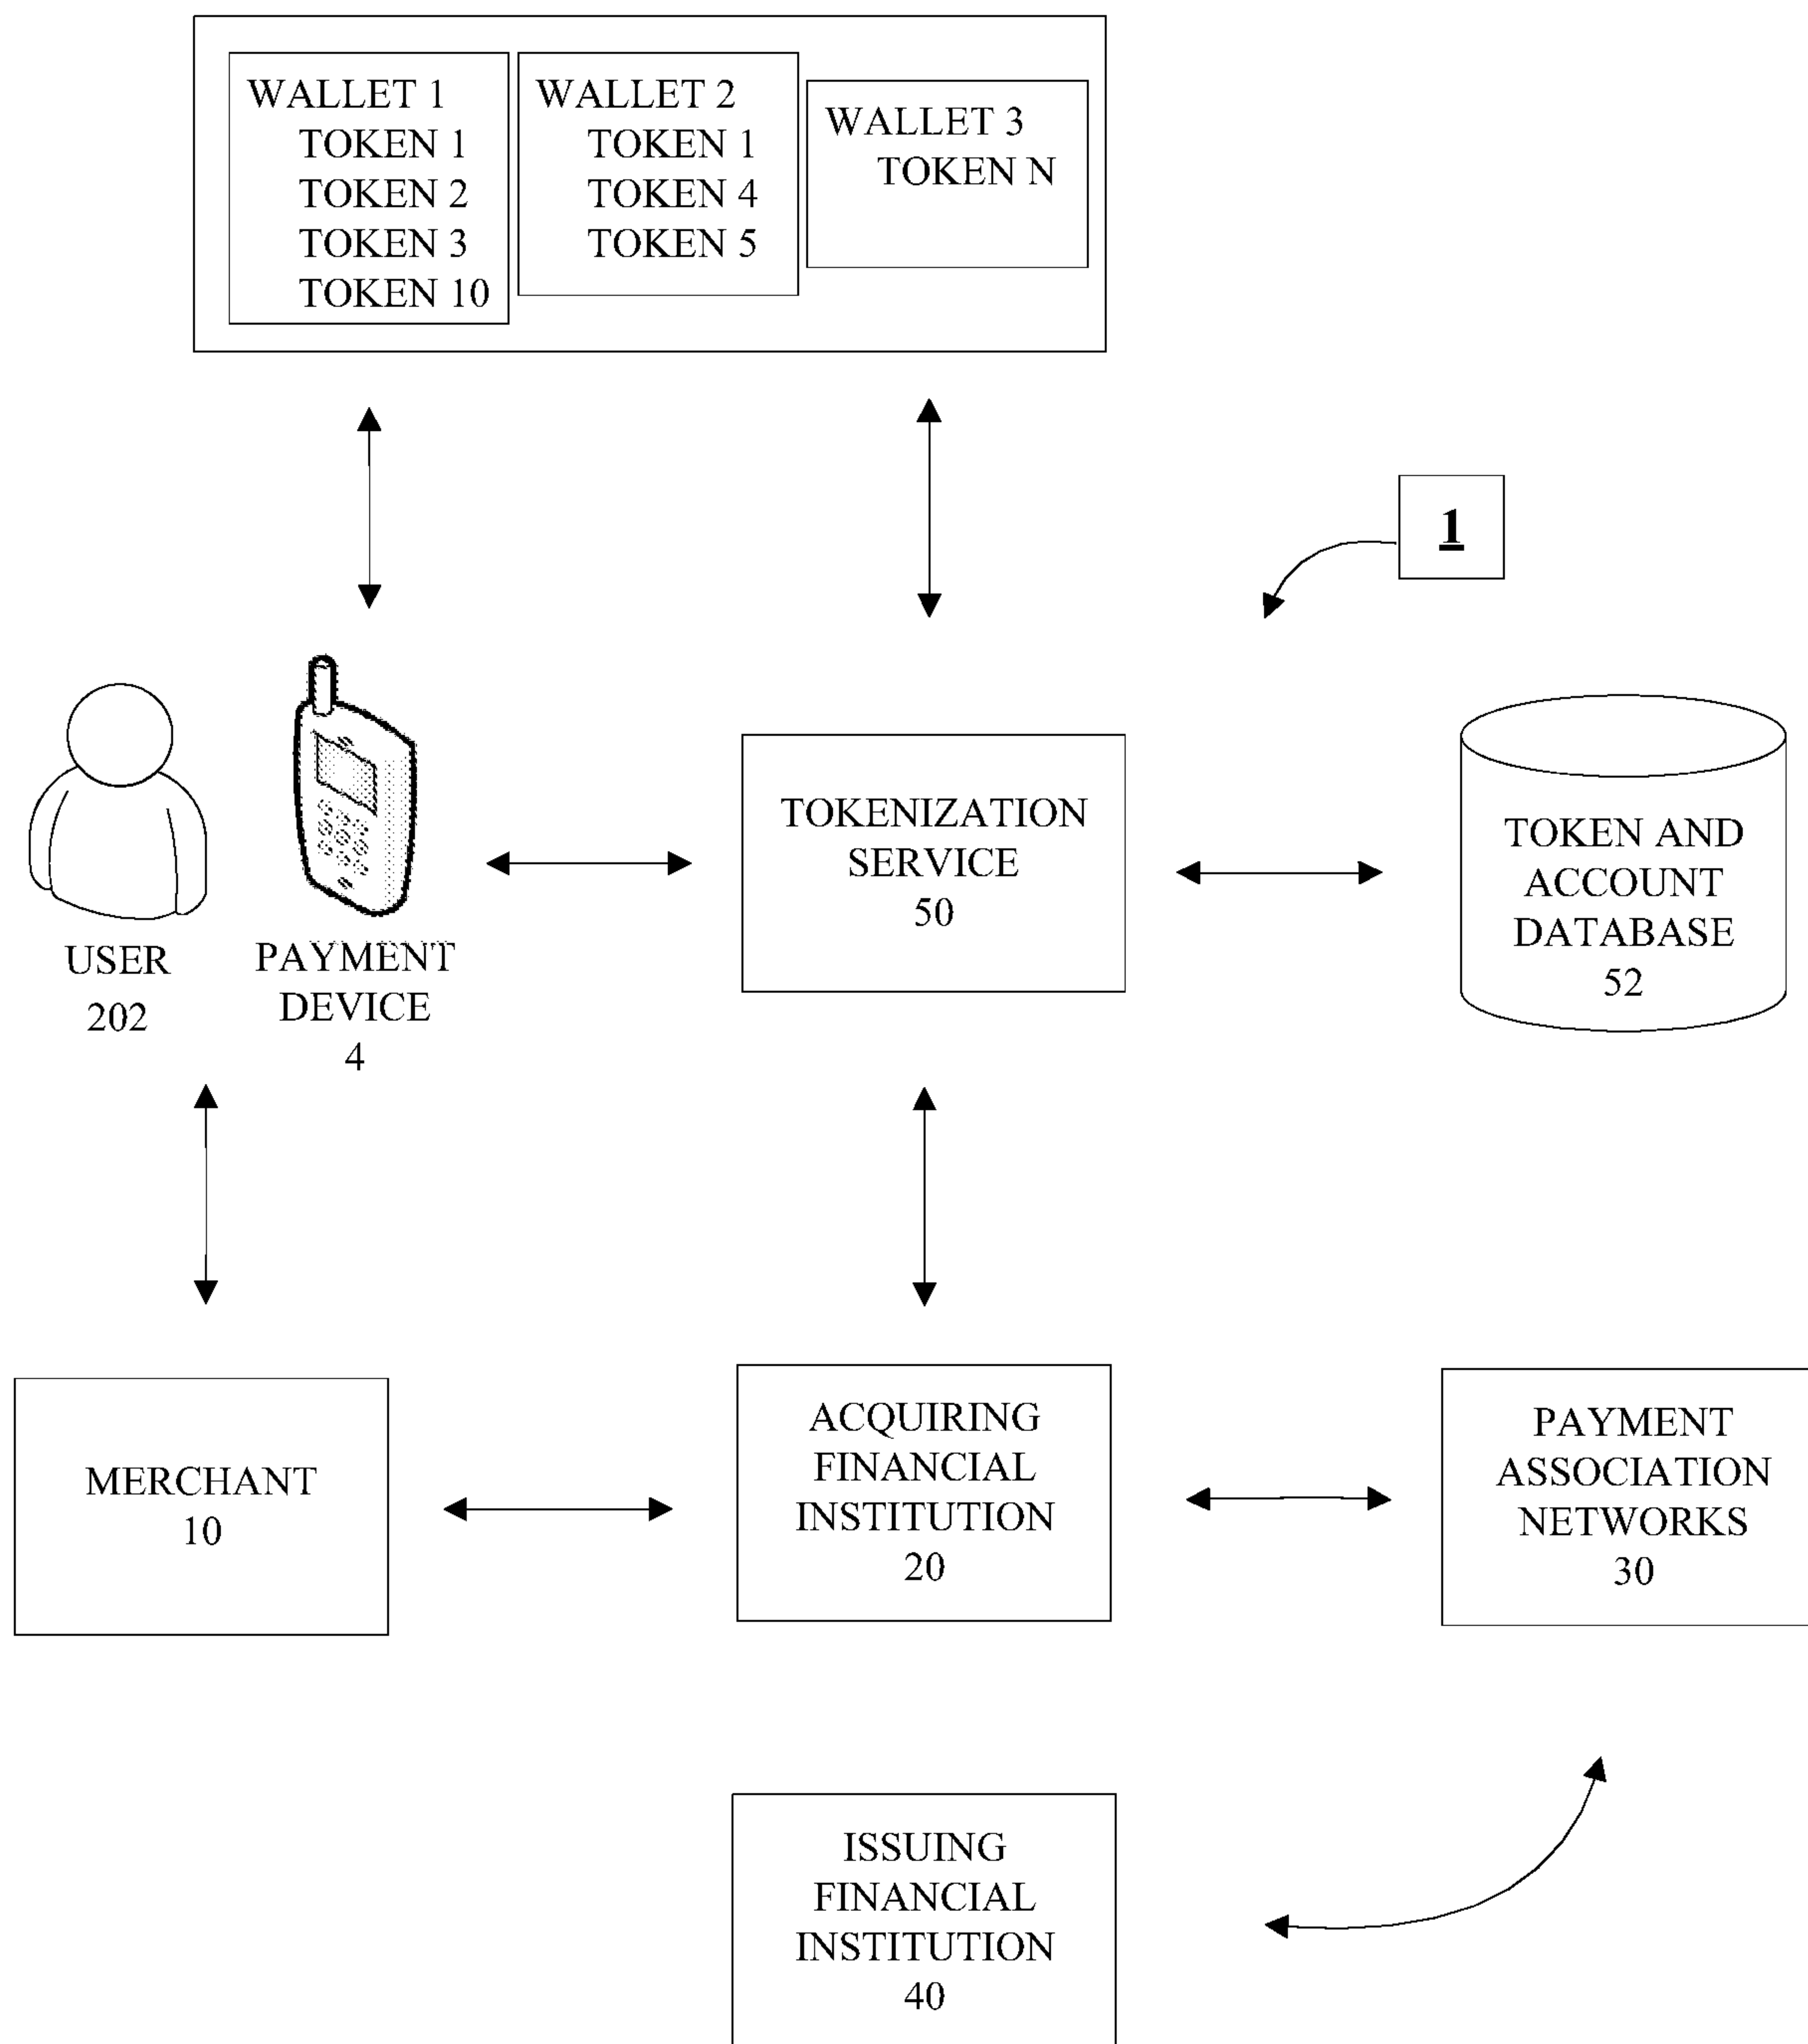 WALLET 1
TOKEN 1
TOKEN 2
TOKEN 3
TOKEN 10
WALLET 2
TOKEN 1
TOKEN 4
TOKEN 5
WALLET 3
TOKEN N
1
USER
202
PAYMENT
DEVICE
4
TOKENIZATION
SERVICE
50
TOKEN AND
ACCOUNT
DATABASE
52
MERCHANT
10
ACQUIRING
FINANCIAL
INSTITUTION
20
PAYMENT
ASSOCIATION
NETWORKS
30
ISSUING
FINANCIAL
INSTITUTION
40